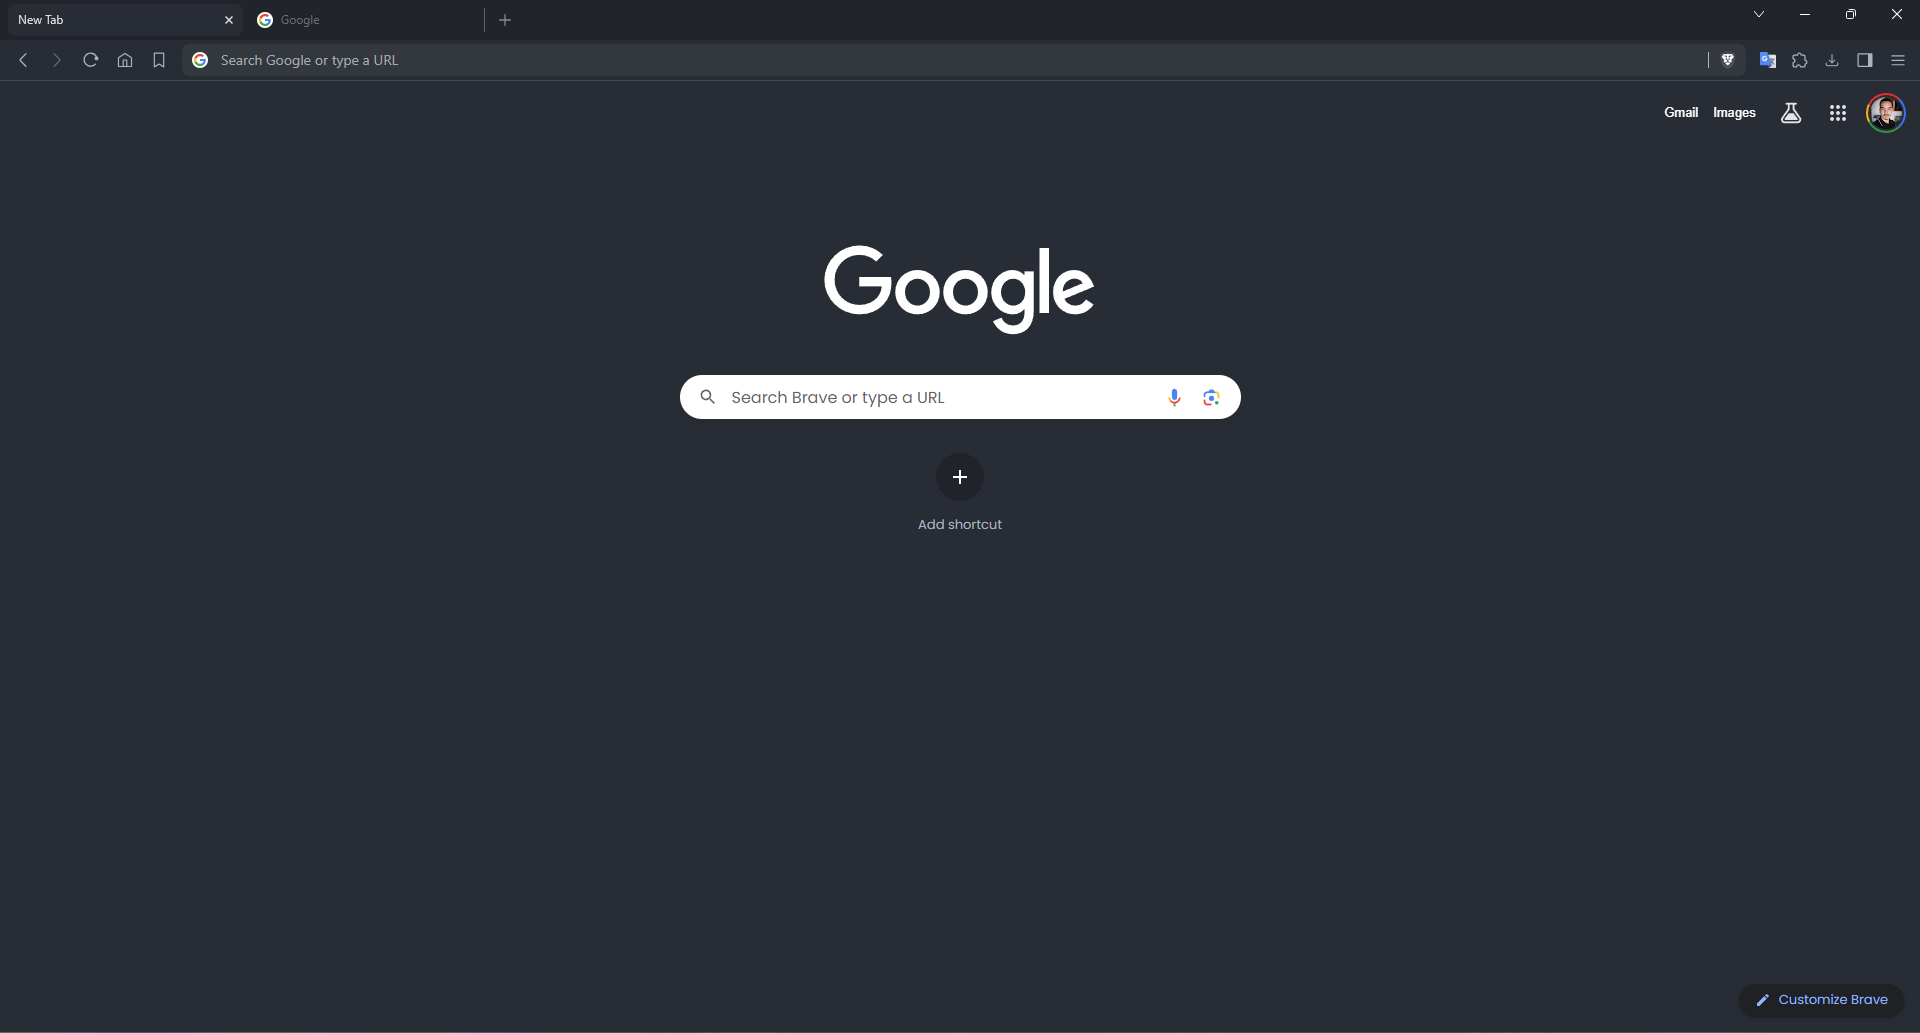 New Tab
Google
Search Google or type a URL
Gmail Images
Google
Search Brave or type a URL
Add shortcut
Customize Brave